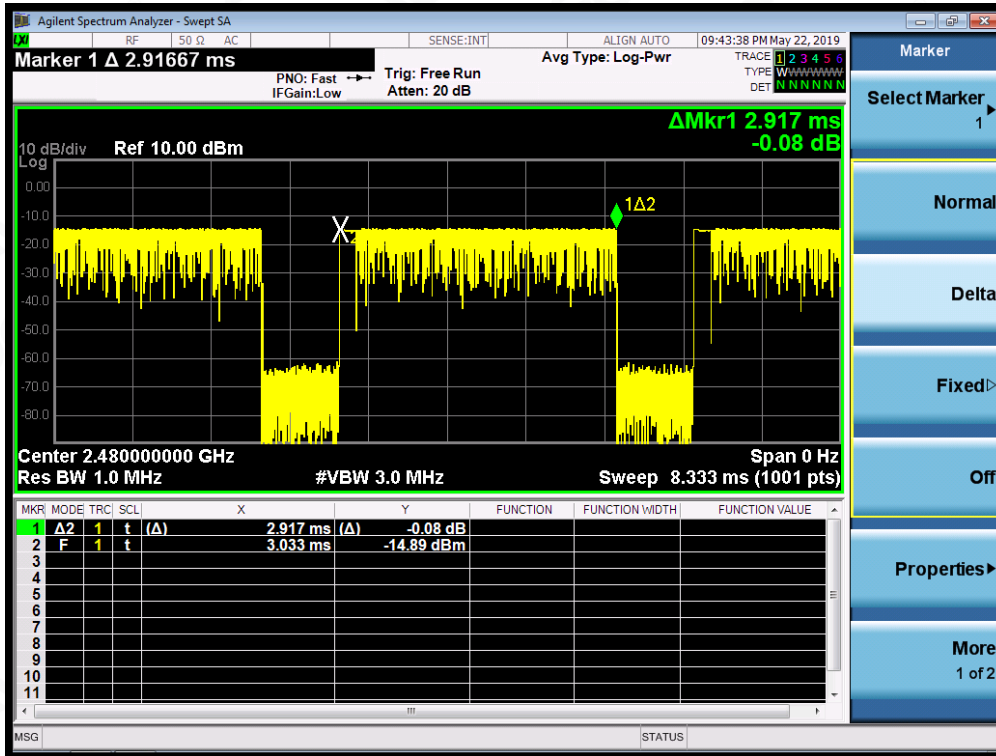 Agilent Spectrum Analyzer - Swept SA
LXI RF 50 Ω AC SENSE:INT ALIGN AUTO 09:43:38 PM May 22, 2019
Marker 1 Δ 2.91667 ms
PNO: Fast
IFGain:Low
Trig: Free Run
Atten: 20 dB
Avg Type: Log-Pwr
TRACE 1 2 3 4 5 6
TYPE WWWWWWW
DET N N N N N N
ΔMkr1 2.917 ms
-0.08 dB
10 dB/div Ref 10.00 dBm
Log
0.00
-10.0
-20.0
-30.0
-40.0
-50.0
-60.0
-70.0
-80.0
1Δ2
X2
Center 2.480000000 GHz Span 0 Hz
Res BW 1.0 MHz #VBW 3.0 MHz Sweep 8.333 ms (1001 pts)
MKR MODE TRC SCL X Y FUNCTION FUNCTION WIDTH FUNCTION VALUE
1 Δ2 1 t (Δ) 2.917 ms (Δ) -0.08 dB
2 F 1 t 3.033 ms -14.89 dBm
3
4
5
6
7
8
9
10
11
MSG STATUS
Marker
Select Marker
1
Normal
Delta
Fixed
Off
Properties
More
1 of 2